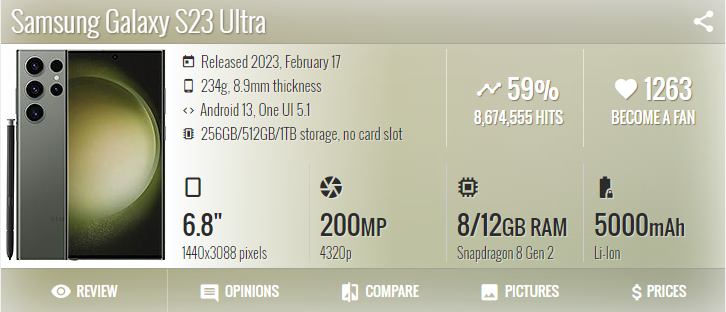 Samsung Galaxy S23 Ultra
Released 2023, February 17
234g, 8.9mm thickness
Android 13, One UI 5.1
256GB/512GB/1TB storage, no card slot
59%
8,674,555 HITS
1263
BECOME A FAN
6.8"
1440x3088 pixels
200MP
4320p
8/12GB RAM
Snapdragon 8 Gen 2
5000mAh
Li-Ion
REVIEW
OPINIONS
COMPARE
PICTURES
$ PRICES